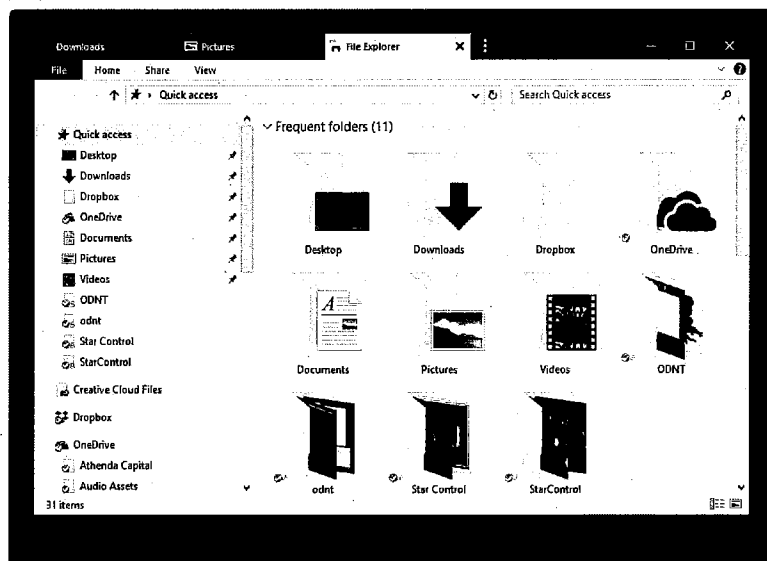 Downloads Pictures File Explorer
File Home Share View
Quick access Search Quick access
Quick access
Desktop
Downloads
Dropbox
OneDrive
Documents
Pictures
Videos
ODNT
odnt
Star Control
StarControl
Creative Cloud Files
Dropbox
OneDrive
Athenda Capital
Audio Assets
Frequent folders (11)
Desktop Downloads Dropbox OneDrive
Documents Pictures Videos ODNT
odnt Star Control StarControl
31 items